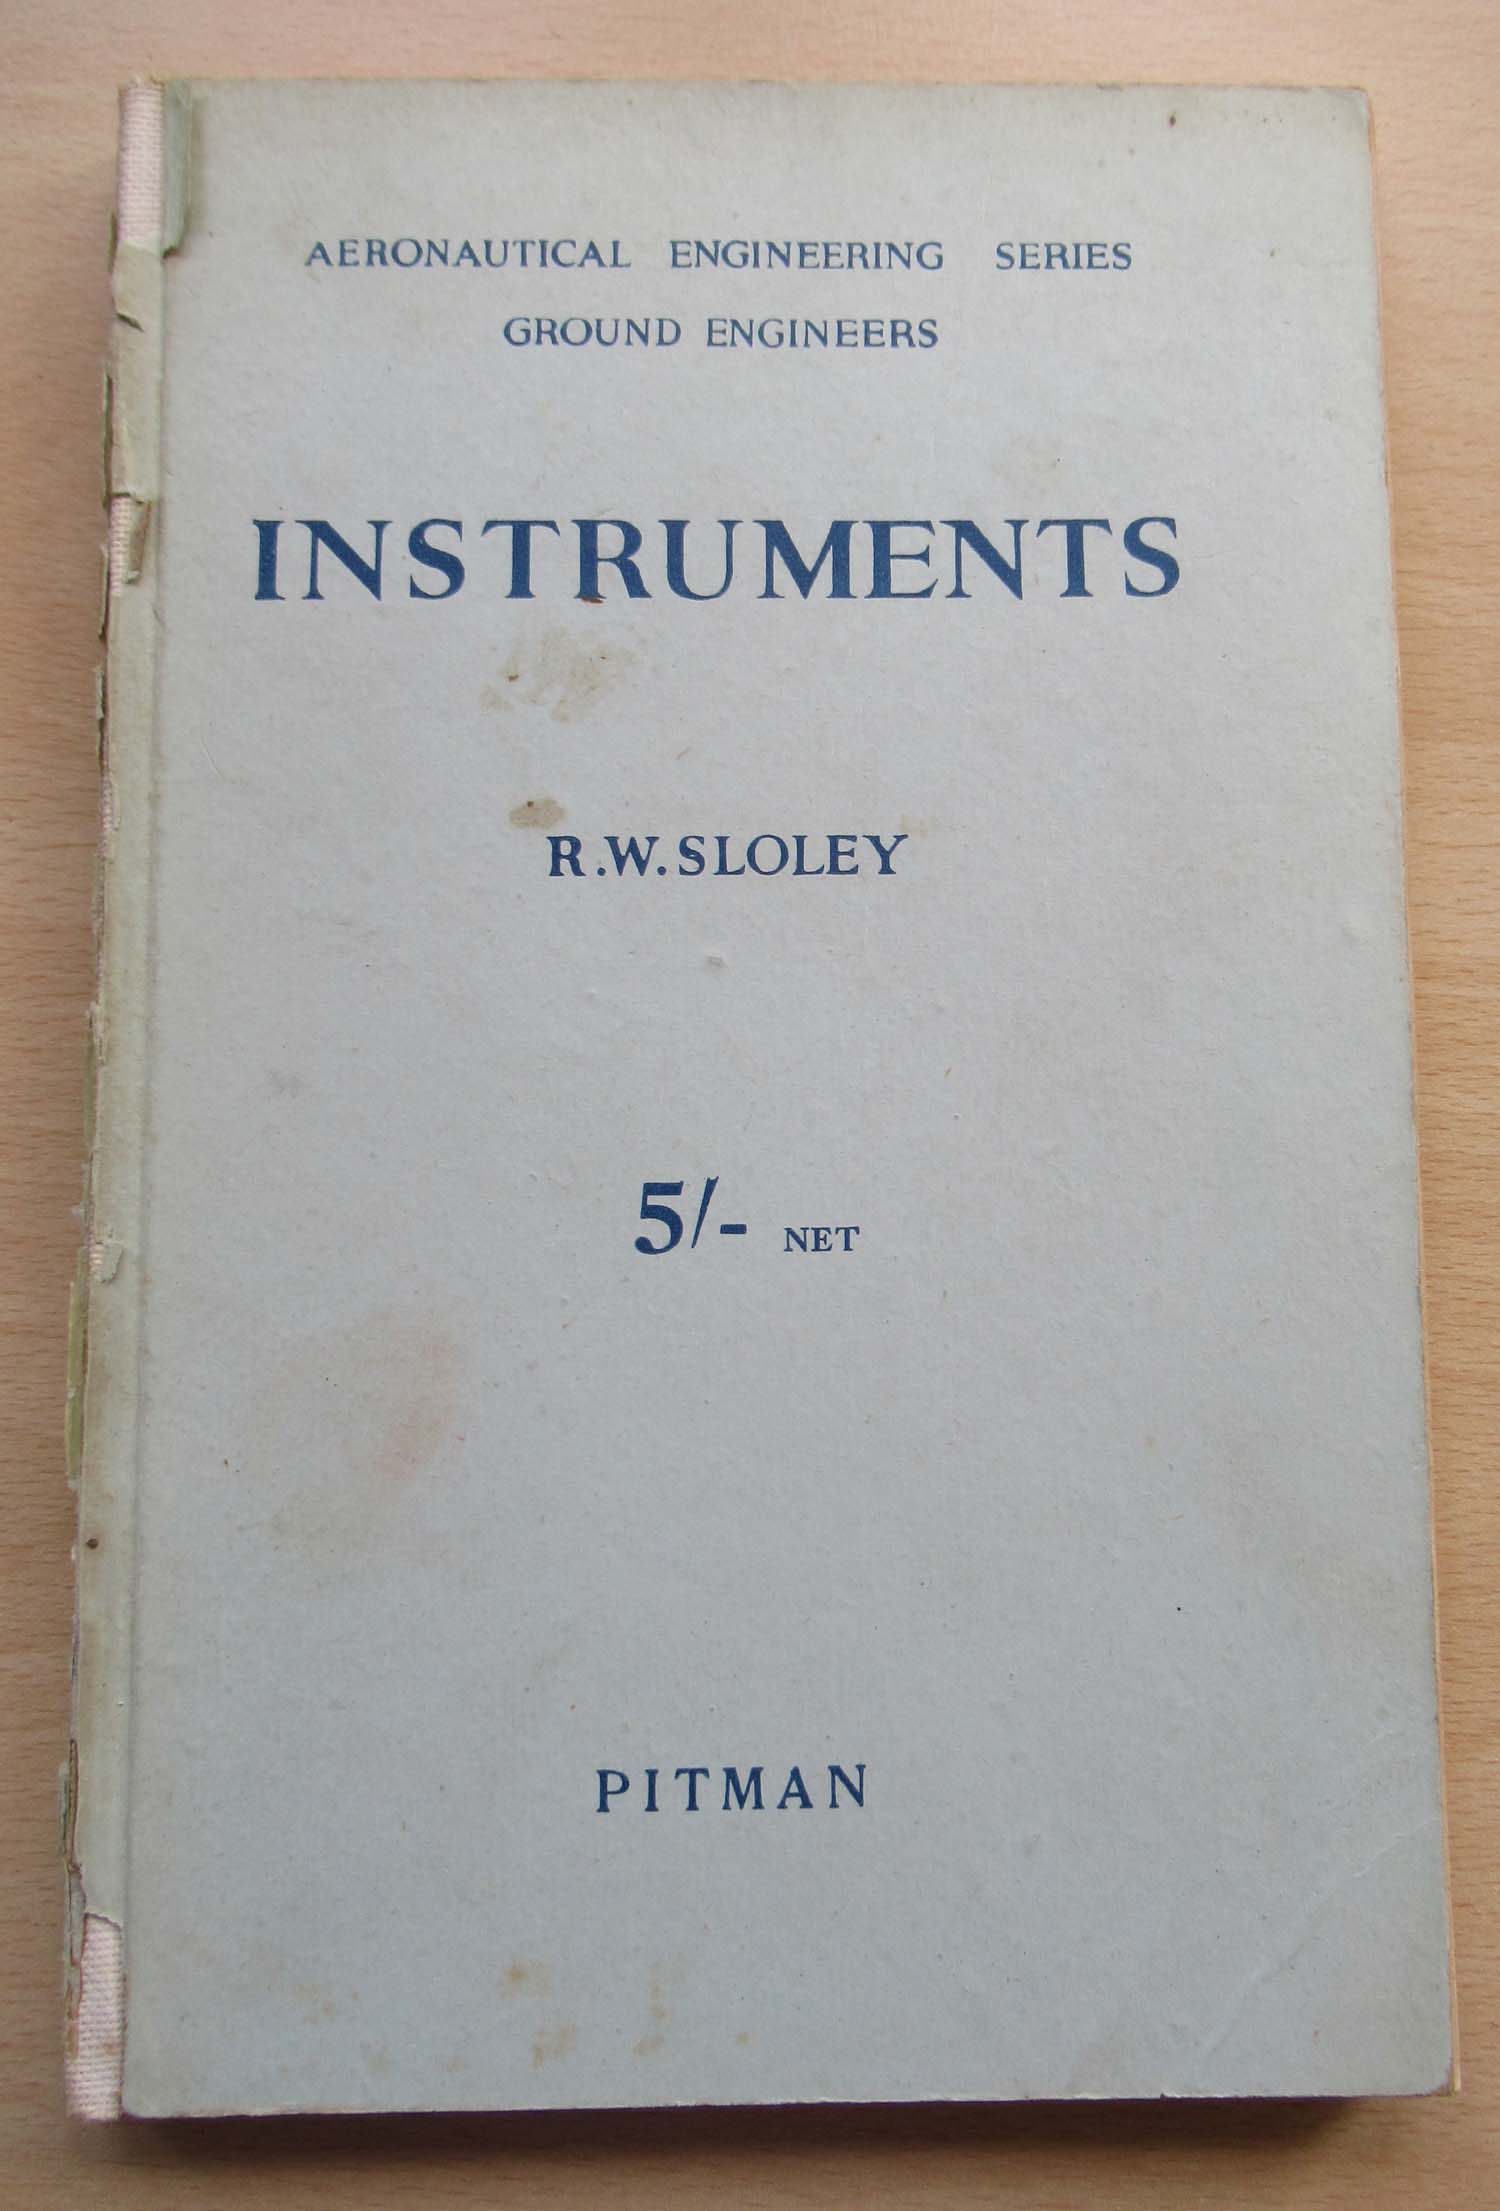 AERONAUTICAL ENGINEERING SERIES
GROUND ENGINEERS
INSTRUMENTS
R.W.SLOLEY
5/- NET
PITMAN